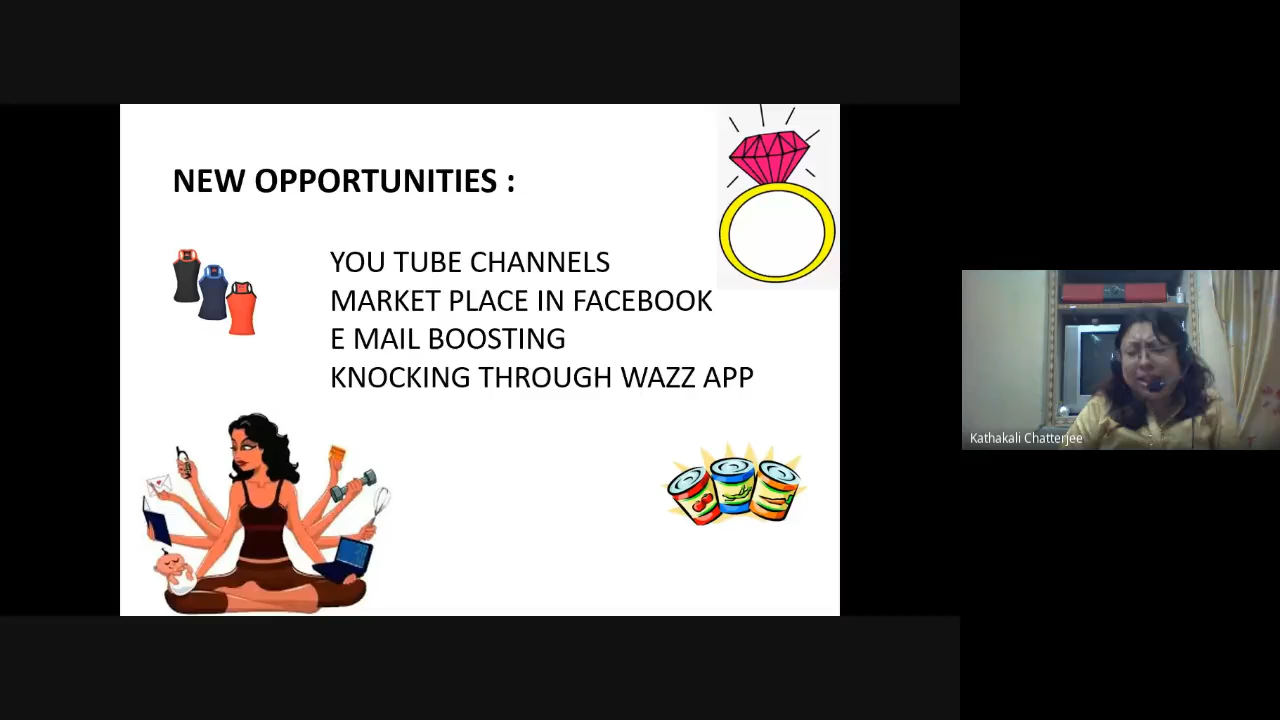 NEW OPPORTUNITIES :
YOU TUBE CHANNELS
MARKET PLACE IN FACEBOOK
E MAIL BOOSTING
KNOCKING THROUGH WAZZ APP
Kathakali Chatterjee